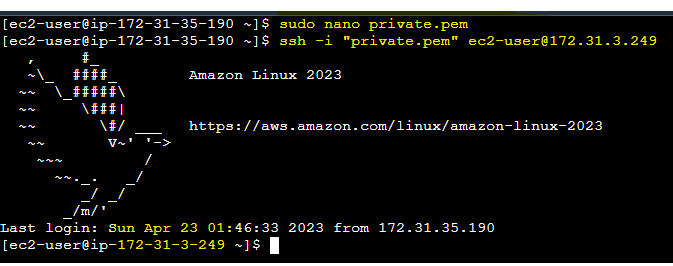 [ec2-user@ip-172-31-35-190 ~]$ sudo nano private.pem
[ec2-user@ip-172-31-35-190 ~]$ ssh -i "private.pem" ec2-user@172.31.3.249
   ,     #_
   ~\_  ####_        Amazon Linux 2023
  ~~  \_#####\
  ~~     \###|
  ~~       \#/ ___   https://aws.amazon.com/linux/amazon-linux-2023
   ~~       V~' '->
    ~~~         /
      ~~._.   _/
         _/ _/
       _/m/'
Last login: Sun Apr 23 01:46:33 2023 from 172.31.35.190
[ec2-user@ip-172-31-3-249 ~]$